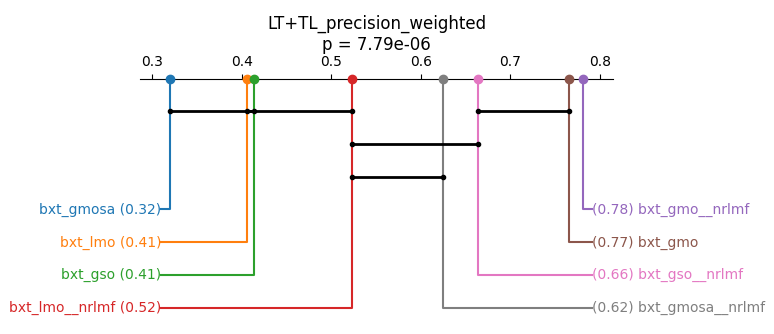 LT+TL_precision_weighted
p = 7.79e-06
0.3 0.4 0.5 0.6 0.7 0.8
bxt_gmosa (0.32) (0.78) bxt_gmo__nrlmf
bxt_lmo (0.41) (0.77) bxt_gmo
bxt_gso (0.41) (0.66) bxt_gso__nrlmf
bxt_lmo__nrlmf (0.52) (0.62) bxt_gmosa__nrlmf